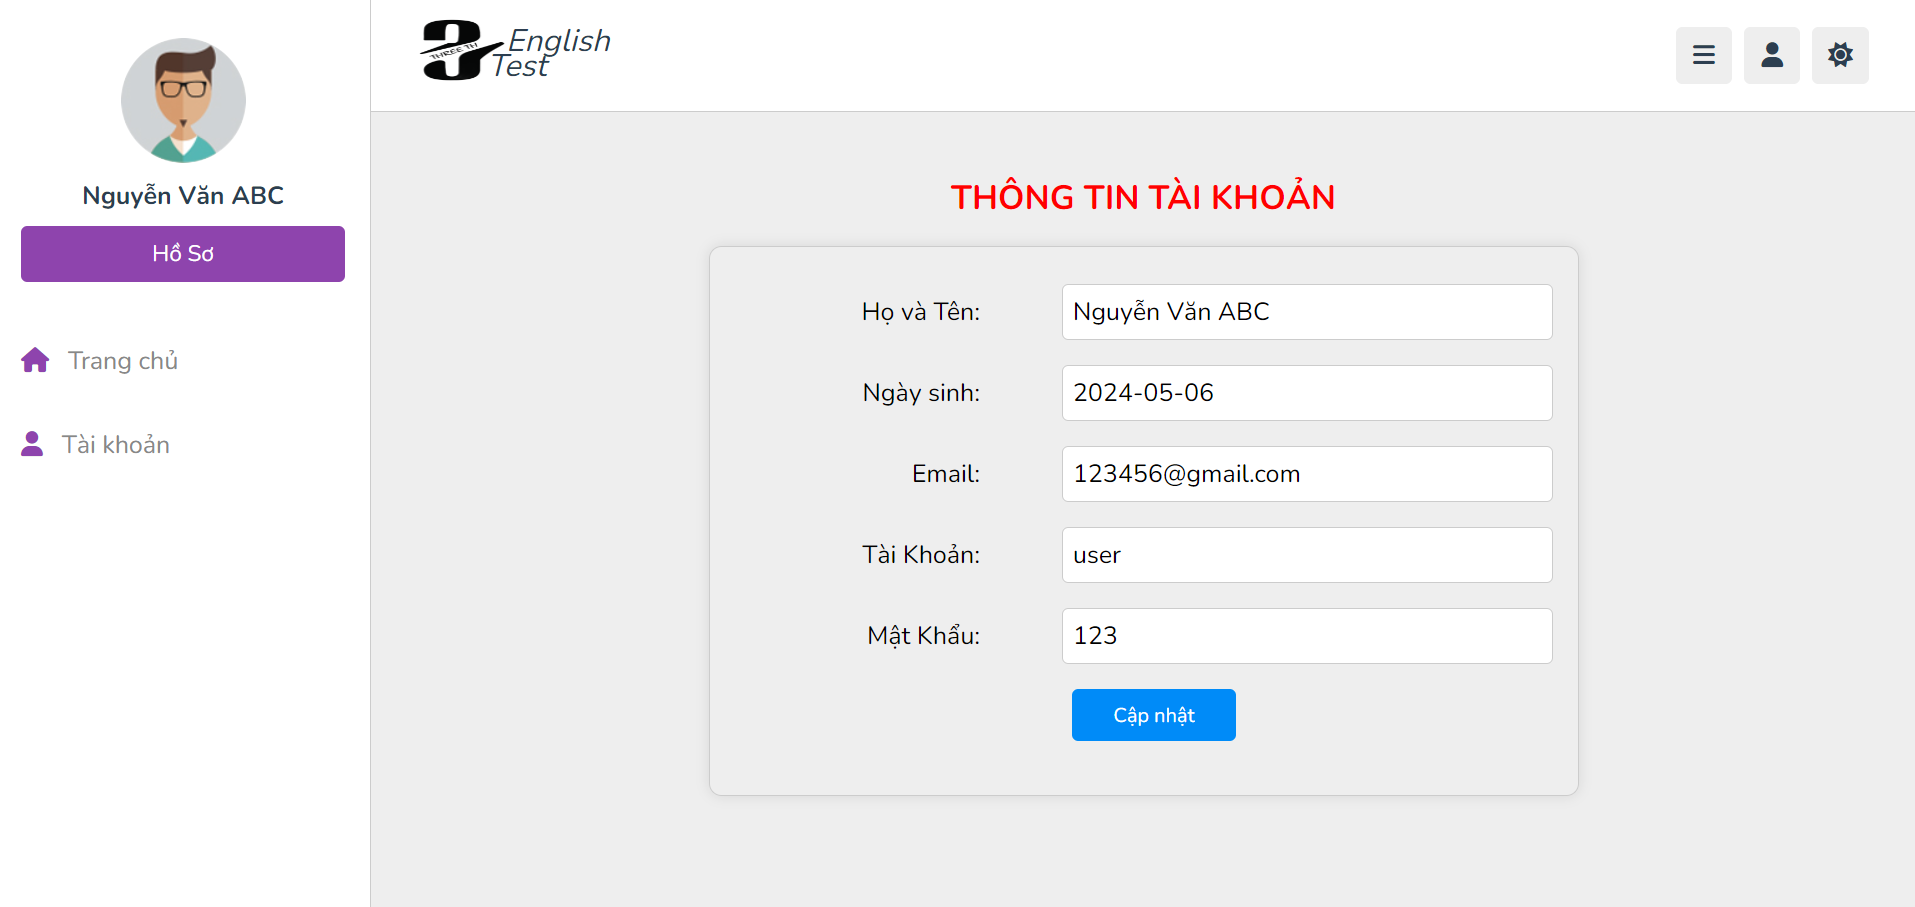 Nguyễn Văn ABC
Hồ Sơ
Trang chủ
Tài khoản
THREE TH
English
Test
THÔNG TIN TÀI KHOẢN
Họ và Tên: Nguyễn Văn ABC
Ngày sinh: 2024-05-06
Email: 123456@gmail.com
Tài Khoản: user
Mật Khẩu: 123
Cập nhật